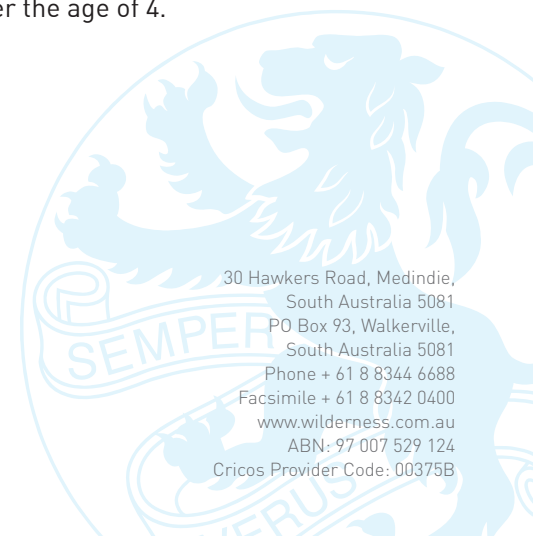 er the age of 4.
30 Hawkers Road, Medindie,
South Australia 5081
PO Box 93, Walkerville,
South Australia 5081
Phone + 61 8 8344 6688
Facsimile + 61 8 8342 0400
www.wilderness.com.au
ABN: 97 007 529 124
Cricos Provider Code: 00375B
SEMPER